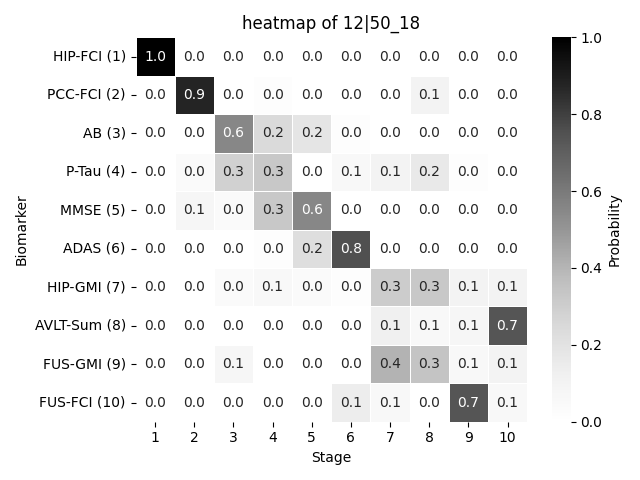 heatmap of 12|50_18
HIP-FCI (1) 1.0 0.0 0.0 0.0 0.0 0.0 0.0 0.0 0.0 0.0
PCC-FCI (2) 0.0 0.9 0.0 0.0 0.0 0.0 0.0 0.1 0.0 0.0
AB (3) 0.0 0.0 0.6 0.2 0.2 0.0 0.0 0.0 0.0 0.0
P-Tau (4) 0.0 0.0 0.3 0.3 0.0 0.1 0.1 0.2 0.0 0.0
MMSE (5) 0.0 0.1 0.0 0.3 0.6 0.0 0.0 0.0 0.0 0.0
ADAS (6) 0.0 0.0 0.0 0.0 0.2 0.8 0.0 0.0 0.0 0.0
HIP-GMI (7) 0.0 0.0 0.0 0.1 0.0 0.0 0.3 0.3 0.1 0.1
AVLT-Sum (8) 0.0 0.0 0.0 0.0 0.0 0.0 0.1 0.1 0.1 0.7
FUS-GMI (9) 0.0 0.0 0.1 0.0 0.0 0.0 0.4 0.3 0.1 0.1
FUS-FCI (10) 0.0 0.0 0.0 0.0 0.0 0.1 0.1 0.0 0.7 0.1
1 2 3 4 5 6 7 8 9 10
Stage
Biomarker
1.0
0.8
0.6
0.4
0.2
0.0
Probability